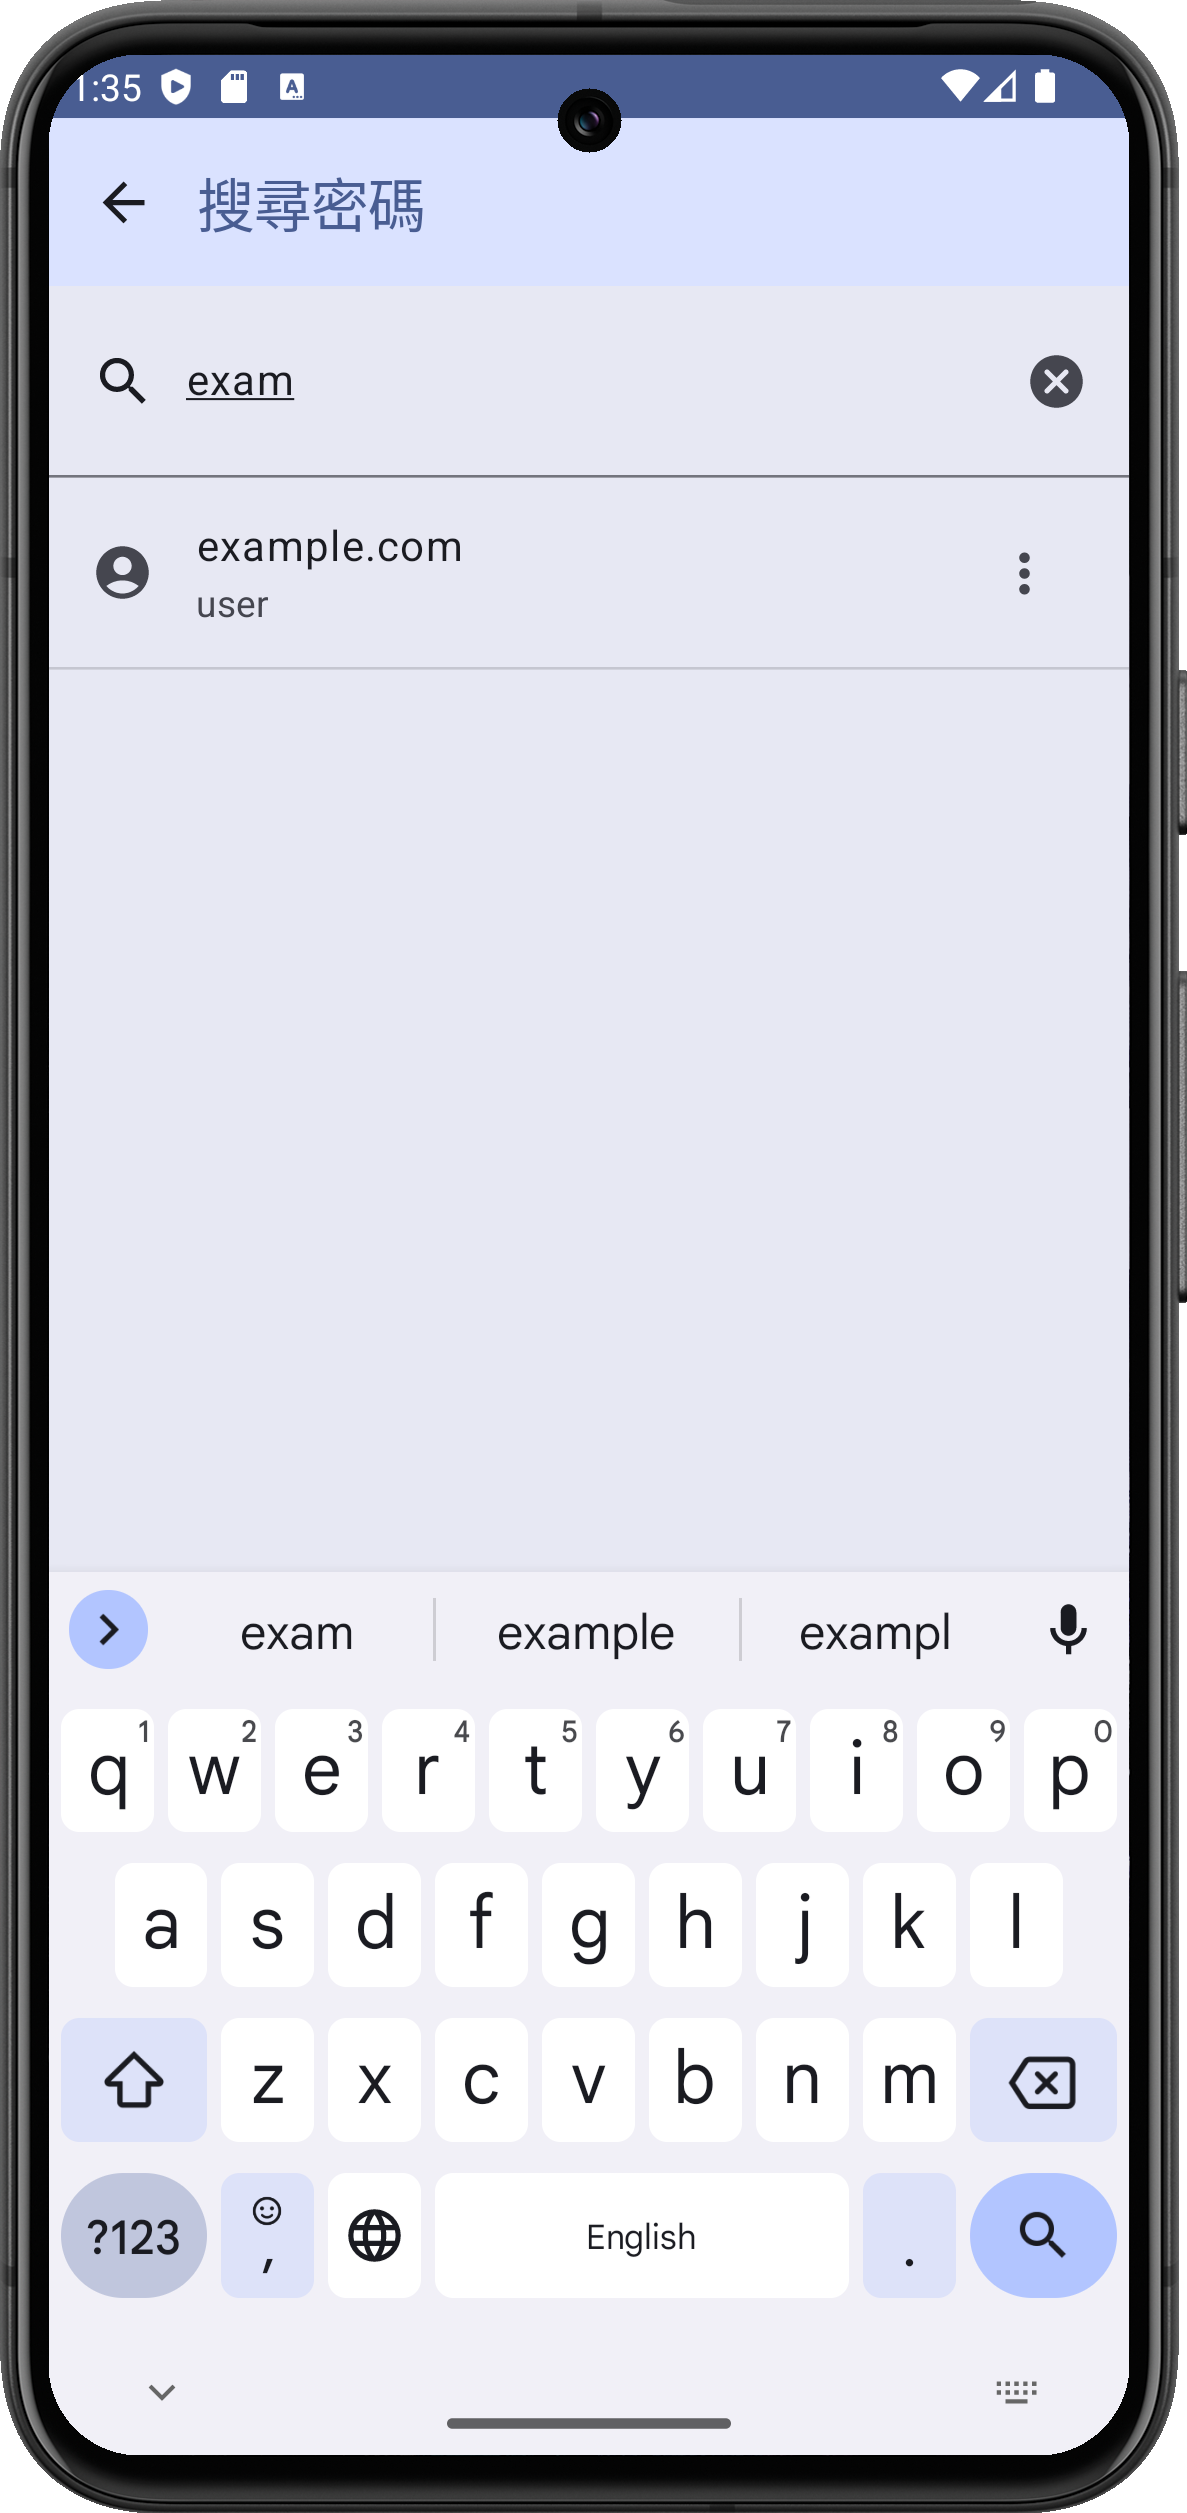 1:35
搜尋密碼
exam
example.com
user
exam example exampl
1 2 3 4 5 6 7 8 9 0
q w e r t y u i o p
a s d f g h j k l
z x c v b n m
?123 , English .